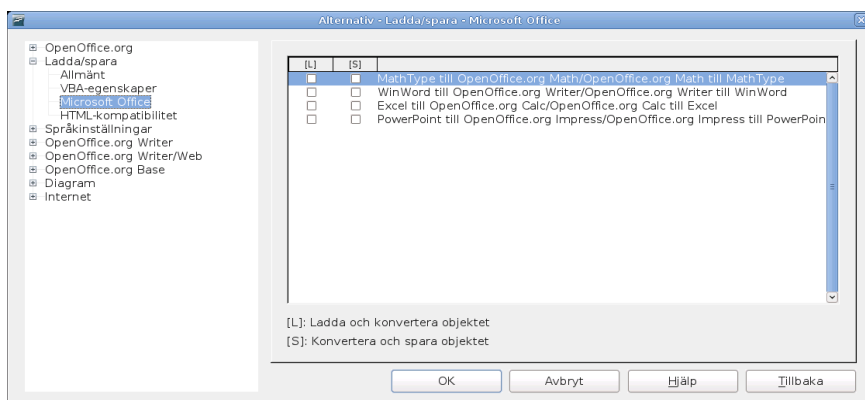 Alternativ - Ladda/spara - Microsoft Office
OpenOffice.org
Ladda/spara
Allmänt
VBA-egenskaper
Microsoft Office
HTML-kompatibilitet
Språkinställningar
OpenOffice.org Writer
OpenOffice.org Writer/Web
OpenOffice.org Base
Diagram
Internet
[L] [S]
MathType till OpenOffice.org Math/OpenOffice.org Math till MathType
WinWord till OpenOffice.org Writer/OpenOffice.org Writer till WinWord
Excel till OpenOffice.org Calc/OpenOffice.org Calc till Excel
PowerPoint till OpenOffice.org Impress/OpenOffice.org Impress till PowerPoin
[L]: Ladda och konvertera objektet
[S]: Konvertera och spara objektet
OK Avbryt Hjälp Tillbaka